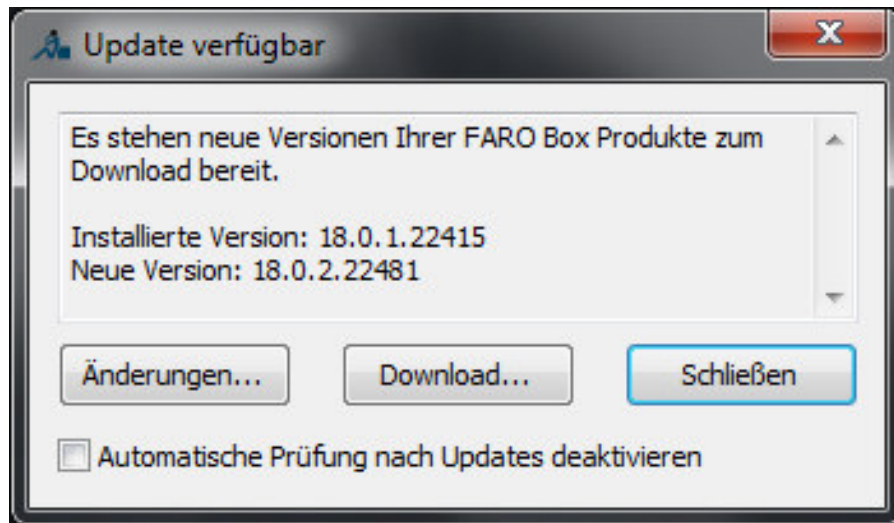 Update verfügbar
Es stehen neue Versionen Ihrer FARO Box Produkte zum
Download bereit.
Installierte Version: 18.0.1.22415
Neue Version: 18.0.2.22481
Änderungen...
Download...
Schließen
Automatische Prüfung nach Updates deaktivieren